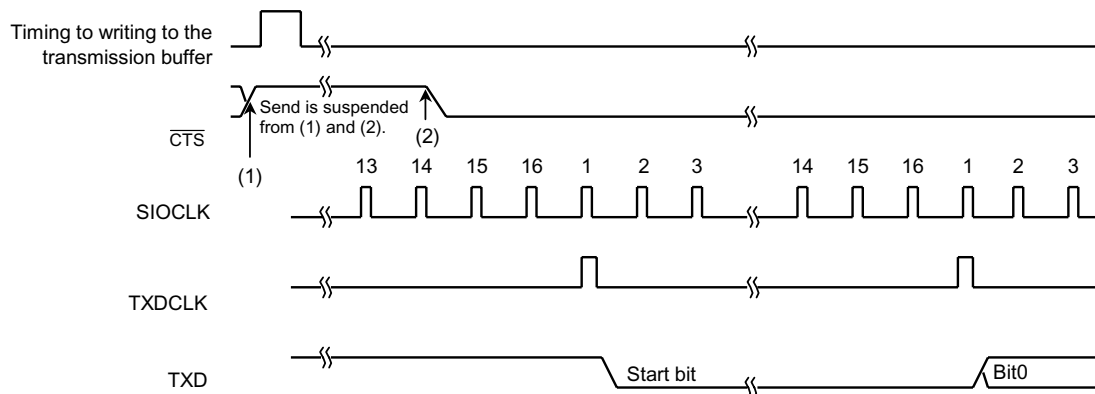 Timing to writing to the
transmission buffer
Send is suspended
from (1) and (2).
CTS
(2)
(1)
13 14 15 16 1 2 3 14 15 16 1 2 3
SIOCLK
TXDCLK
TXD
Start bit
Bit0